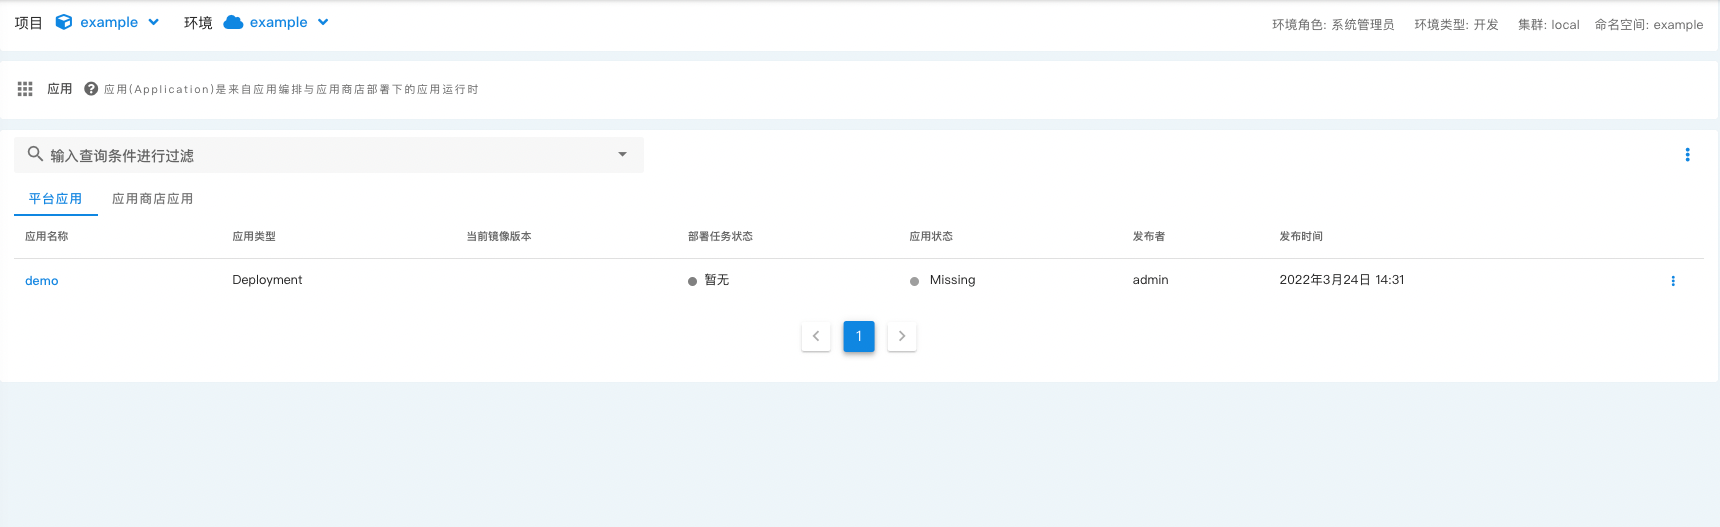 项目 example 环境 example 环境角色: 系统管理员 环境类型: 开发 集群: local 命名空间: example
应用 应用(Application)是来自应用编排与应用商店部署下的应用运行时
输入查询条件进行过滤
平台应用 应用商店应用
应用名称 应用类型 当前镜像版本 部署任务状态 应用状态 发布者 发布时间
demo Deployment 暂无 Missing admin 2022年3月24日 14:31
1